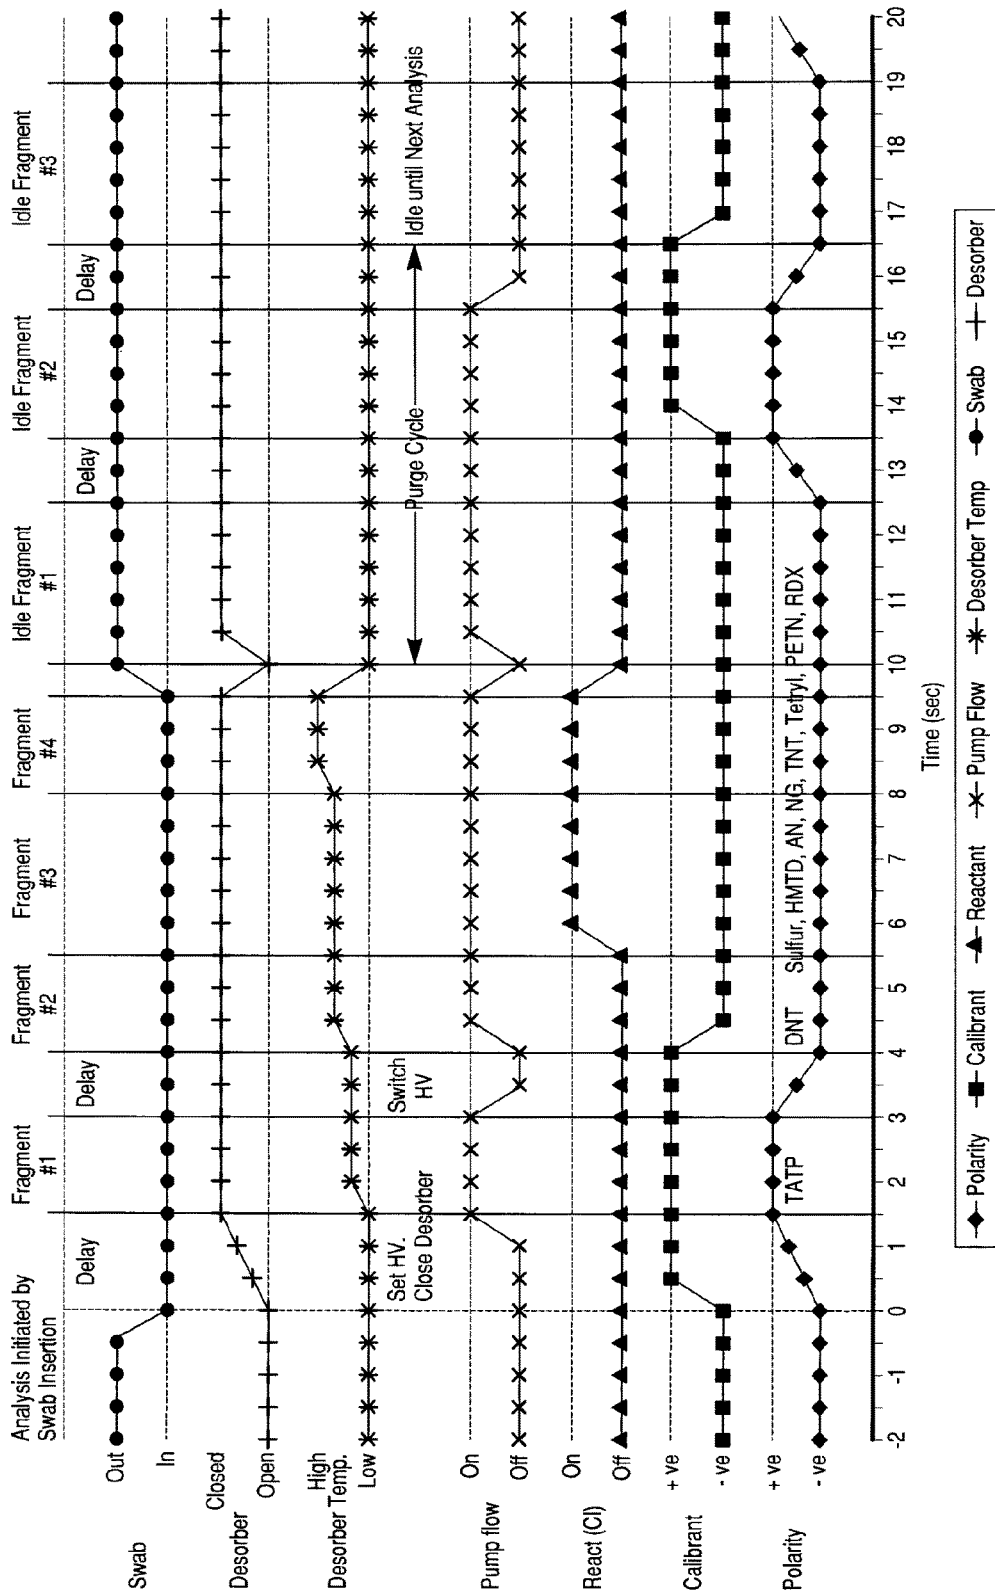 Analysis Initiated by
Swab Insertion
Delay
Fragment
#1
Delay
Fragment
#2
Fragment
#3
Fragment
#4
Idle Fragment
#1
Delay
Idle Fragment
#2
Delay
Idle Fragment
#3
Swab
Out
In
Desorber
Closed
Open
Desorber Temp.
High
Low
Set HV.
Close Desorber
Switch
HV
Purge Cycle
Idle until Next Analysis
Pump flow
On
Off
React (Cl)
On
Off
Calibrant
+ ve
- ve
Polarity
+ ve
- ve
TATP
DNT
Sulfur, HMTD, AN, NG, TNT, Tetryl, PETN, RDX
-2 -1 0 1 2 3 4 5 6 7 8 9 10 11 12 13 14 15 16 17 18 19 20
Time (sec)
Polarity Calibrant Reactant Pump Flow Desorber Temp Swab Desorber